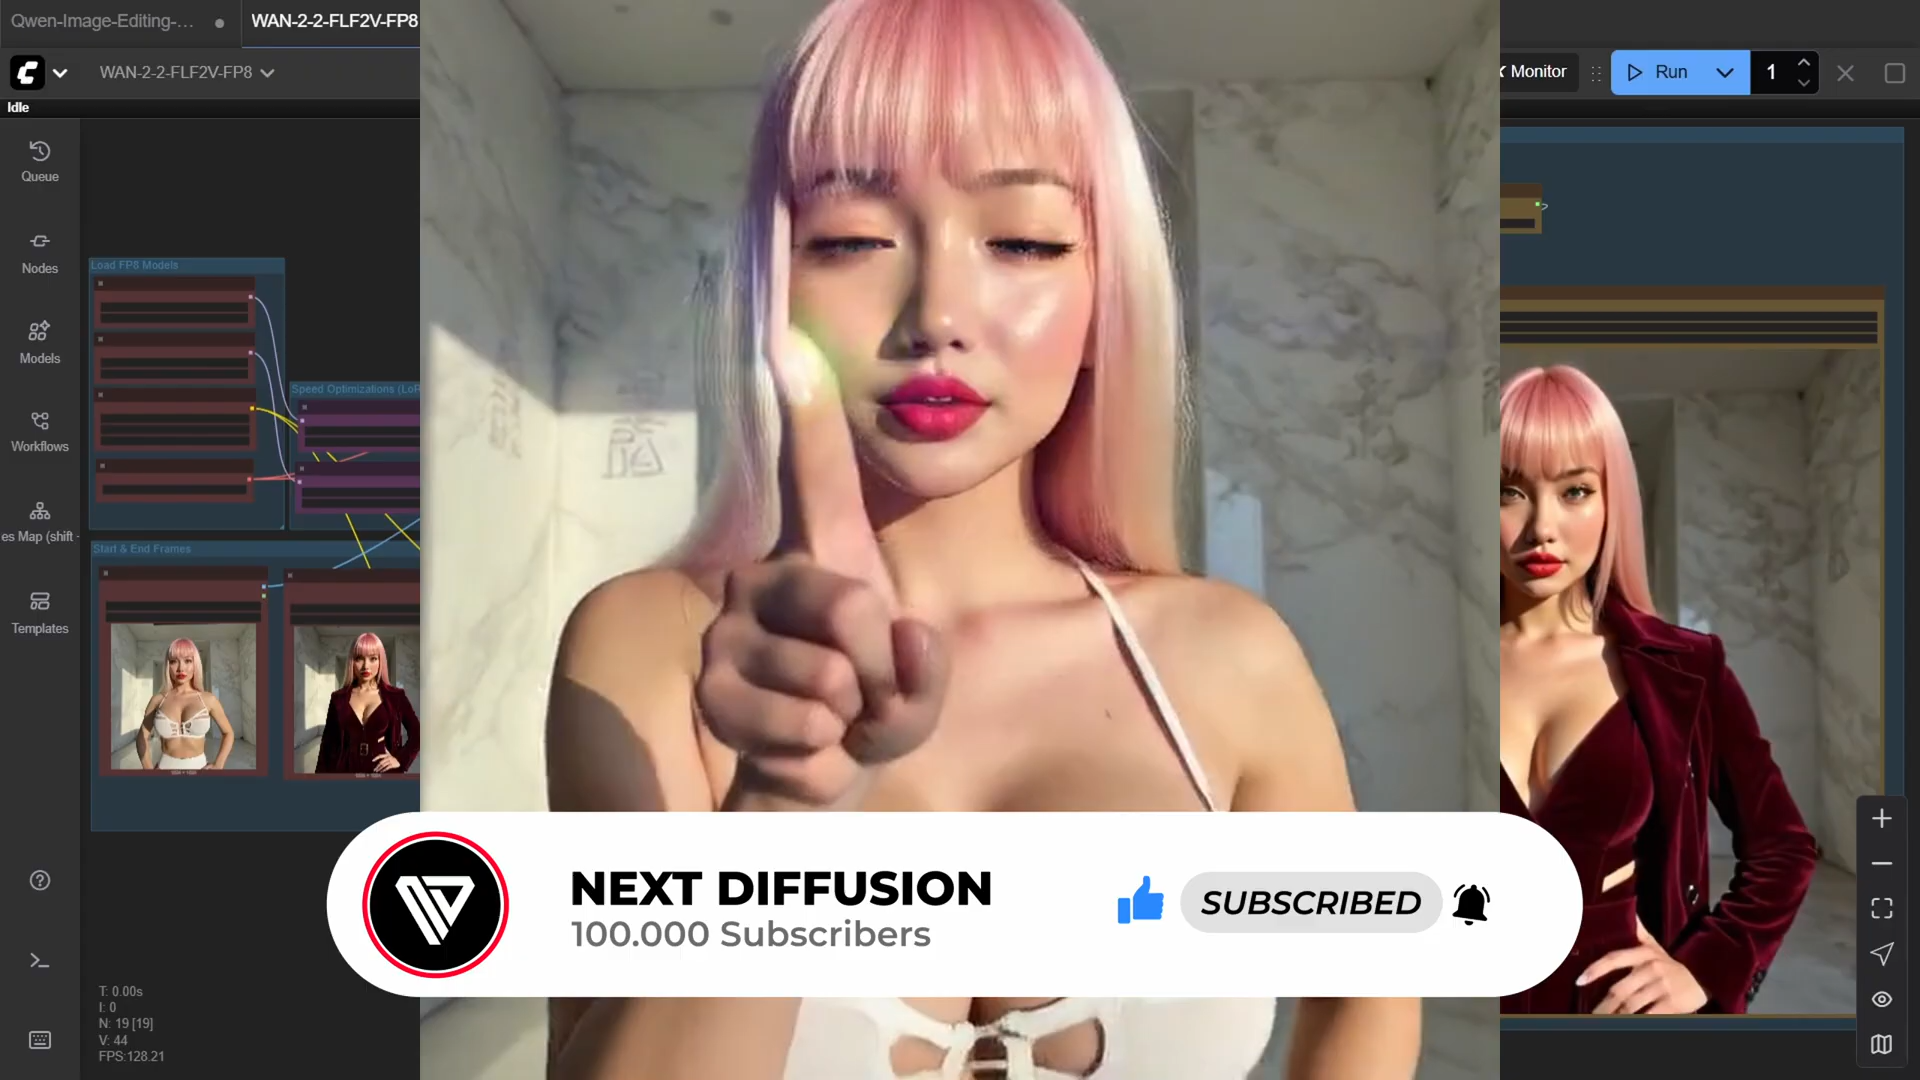 Qwen-Image-Editing-...
WAN-2-2-FLF2V-FP8
WAN-2-2-FLF2V-FP8
Monitor
Run
1
Idle
Queue
Nodes
Models
Workflows
es Map (shift
Templates
Load FP8 Models
Speed Optimizations (LoR
Start & End Frames
NEXT DIFFUSION
100.000 Subscribers
SUBSCRIBED
T: 0.00s
I: 0
N: 19 [19]
V: 44
FPS:128.21